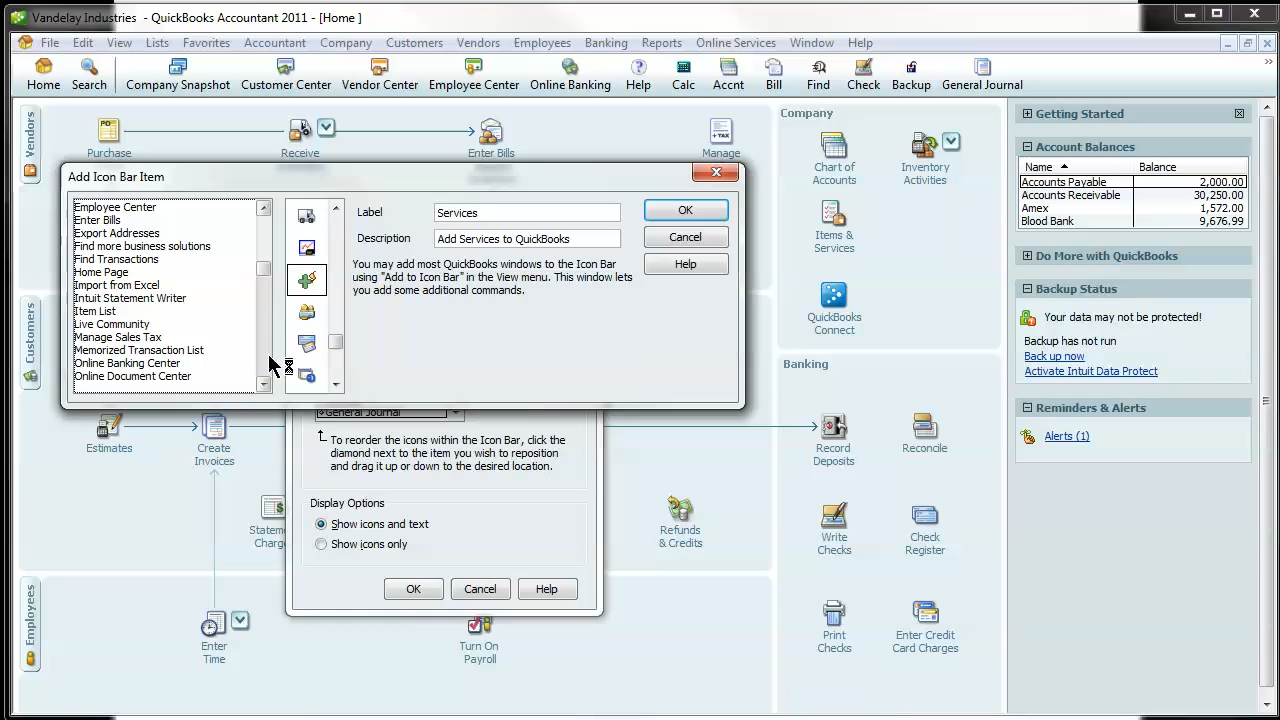 Vandelay Industries - QuickBooks Accountant 2011 - [Home ]
File Edit View Lists Favorites Accountant Company Customers Vendors Employees Banking Reports Online Services Window Help
Home Search Company Snapshot Customer Center Vendor Center Employee Center Online Banking Help Calc Accnt Bill Find Check Backup General Journal
Vendors
Purchase
Receive
Enter Bills
Manage
Add Icon Bar Item
Employee Center
Enter Bills
Export Addresses
Find more business solutions
Find Transactions
Home Page
Import from Excel
Intuit Statement Writer
Item List
Live Community
Manage Sales Tax
Memorized Transaction List
Online Banking Center
Online Document Center
Label
Services
Description
Add Services to QuickBooks
You may add most QuickBooks windows to the Icon Bar
using "Add to Icon Bar" in the View menu. This window lets
you add some additional commands.
OK
Cancel
Help
General Journal
To reorder the icons within the Icon Bar, click the
diamond next to the item you wish to reposition
and drag it up or down to the desired location.
Display Options
Show icons and text
Show icons only
OK
Cancel
Help
Customers
Estimates
Create
Invoices
Statem
Charg
Refunds
& Credits
Employees
Enter
Time
Turn On
Payroll
Company
Chart of
Accounts
Inventory
Activities
Items &
Services
QuickBooks
Connect
Banking
Record
Deposits
Reconcile
Write
Checks
Check
Register
Print
Checks
Enter Credit
Card Charges
Getting Started
Account Balances
Name Balance
Accounts Payable 2,000.00
Accounts Receivable 30,250.00
Amex 1,572.00
Blood Bank 9,676.99
Do More with QuickBooks
Backup Status
Your data may not be protected!
Backup has not run
Back up now
Activate Intuit Data Protect
Reminders & Alerts
Alerts (1)